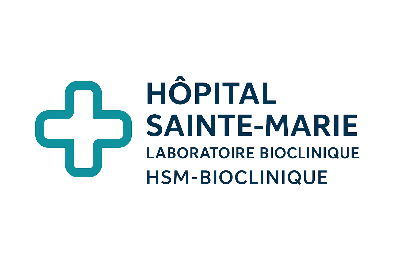 HÔPITAL
SAINTE-MARIE
LABORATOIRE BIOCLINIQUE
HSM-BIOCLINIQUE